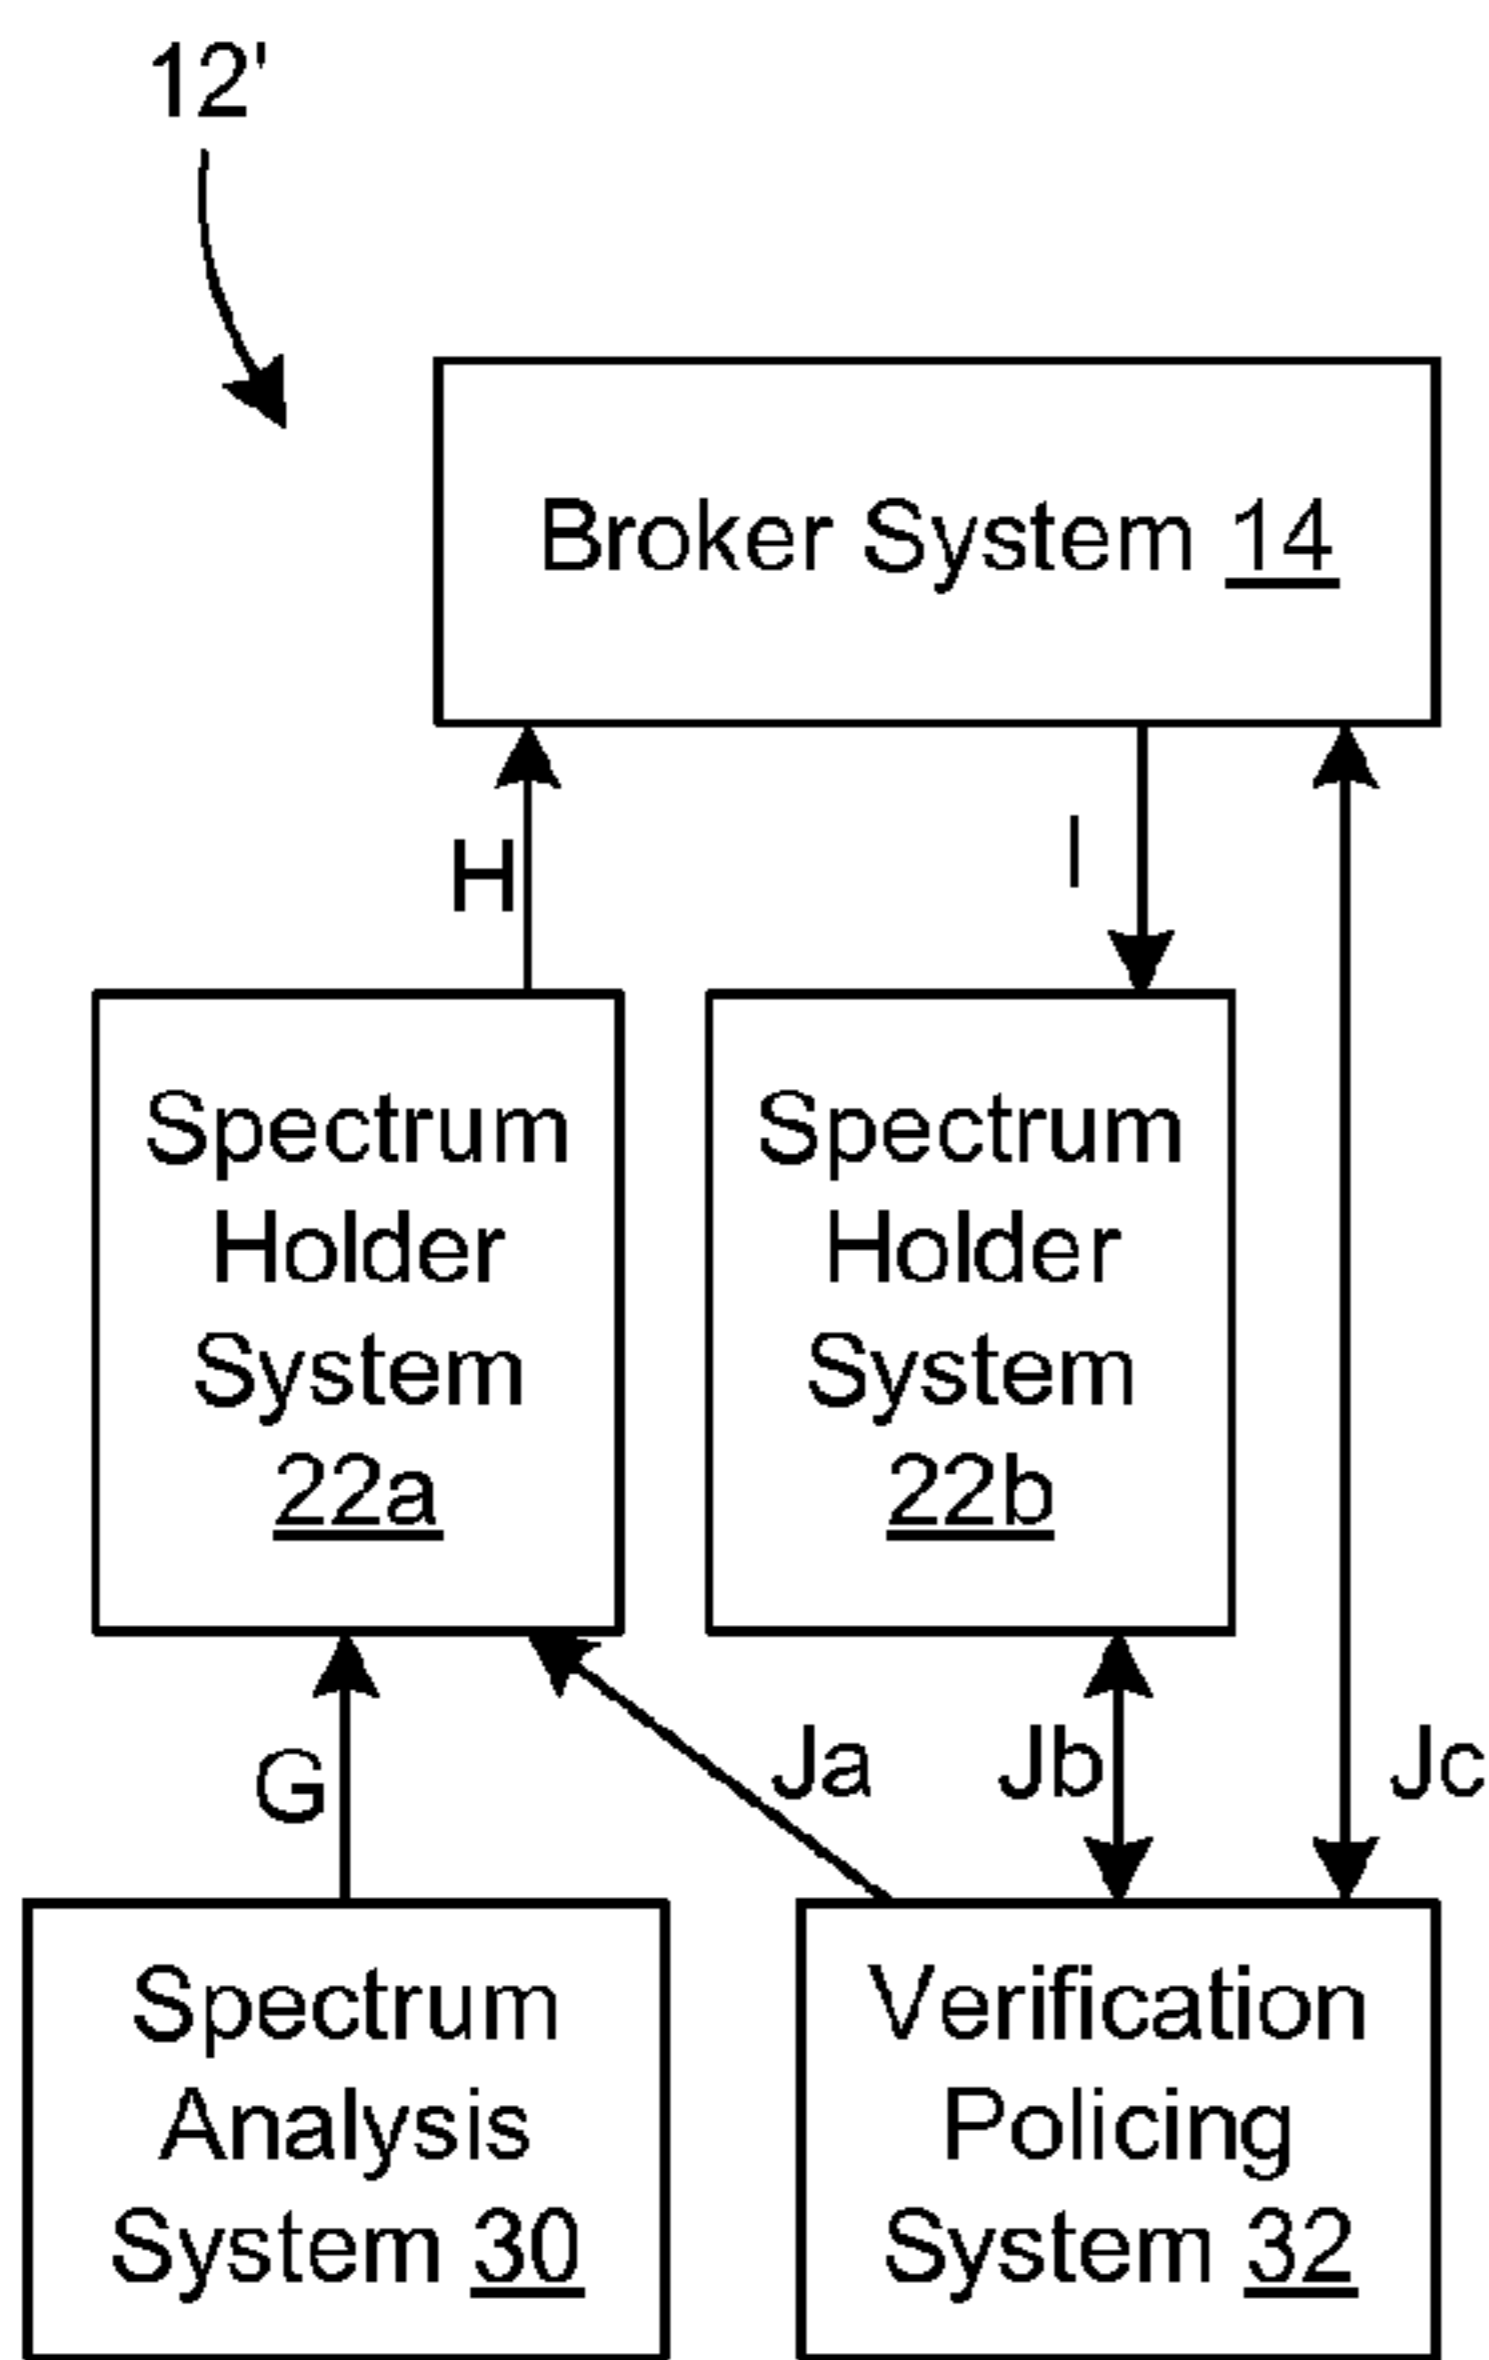 12'
Broker System 14
H
I
Spectrum
Holder
System
22a
Spectrum
Holder
System
22b
G
Ja
Jb
Jc
Spectrum
Analysis
System 30
Verification
Policing
System 32